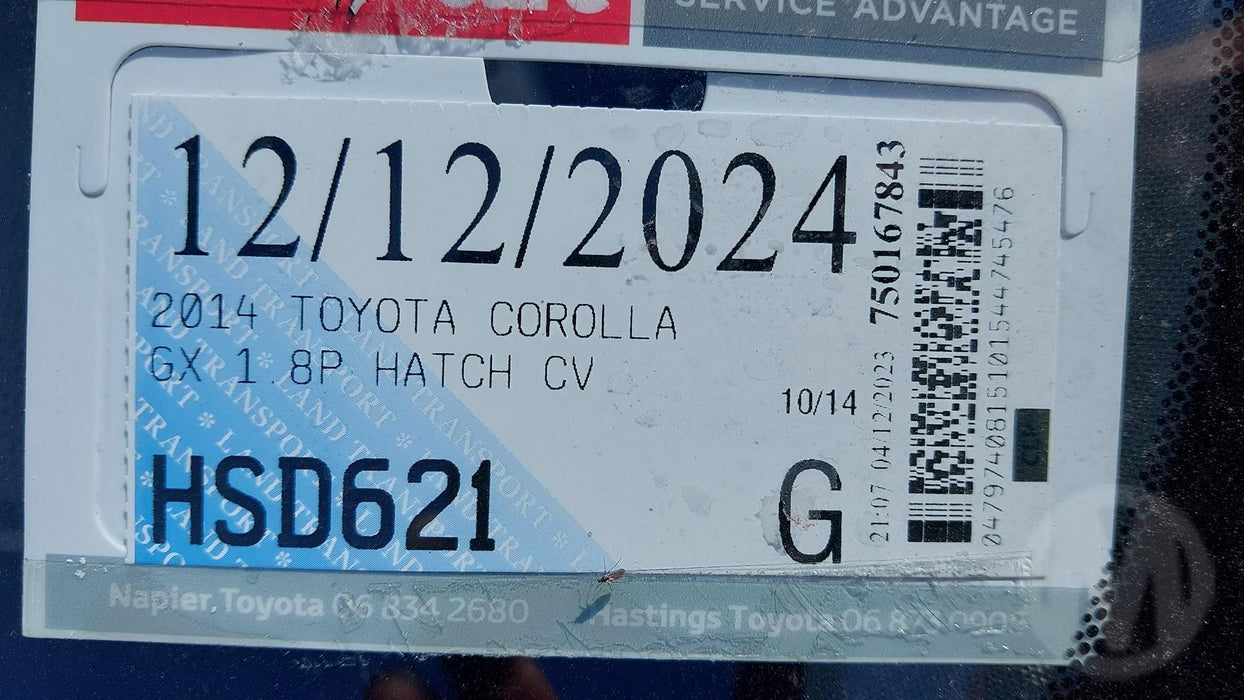 SERVICE ADVANTAGE
12/12/2024
2014 TOYOTA COROLLA
GX 1.8P HATCH CV
10/14
HSD621
G
21:07 04/12/2023 750167843
Napier Toyota 06 834 2680
Hastings Toyota 06